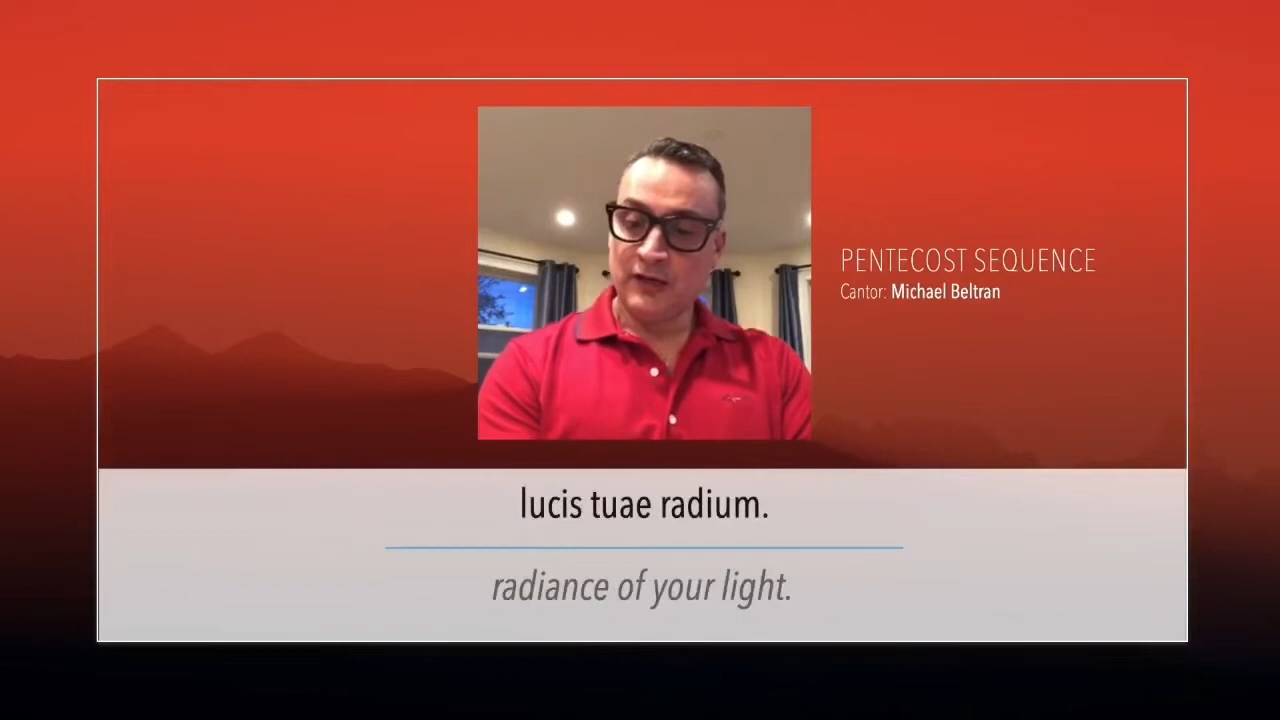 PENTECOST SEQUENCE
Cantor: Michael Beltran
lucis tuae radium.
radiance of your light.